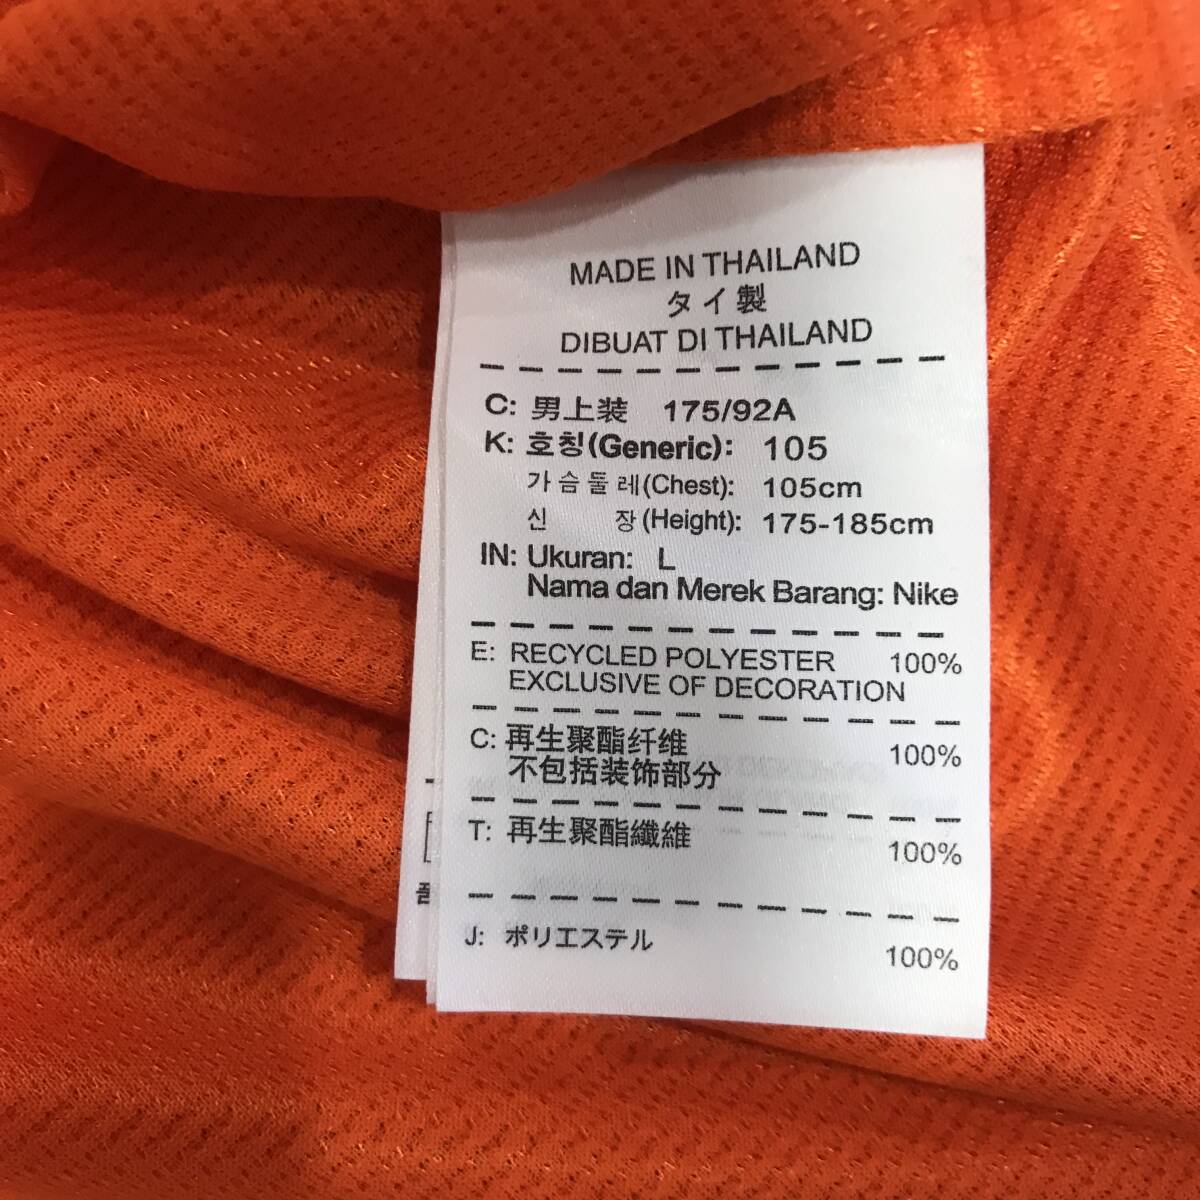 MADE IN THAILAND
タイ製
DIBUAT DI THAILAND
C: 男上装 175/92A
K: 호칭(Generic): 105
가슴둘레(Chest): 105cm
신 장(Height): 175-185cm
IN: Ukuran: L
Nama dan Merek Barang: Nike
E: RECYCLED POLYESTER 100%
EXCLUSIVE OF DECORATION
C: 再生聚酯纤维 100%
不包括装饰部分
T: 再生聚酯纖維 100%
J: ポリエステル 100%